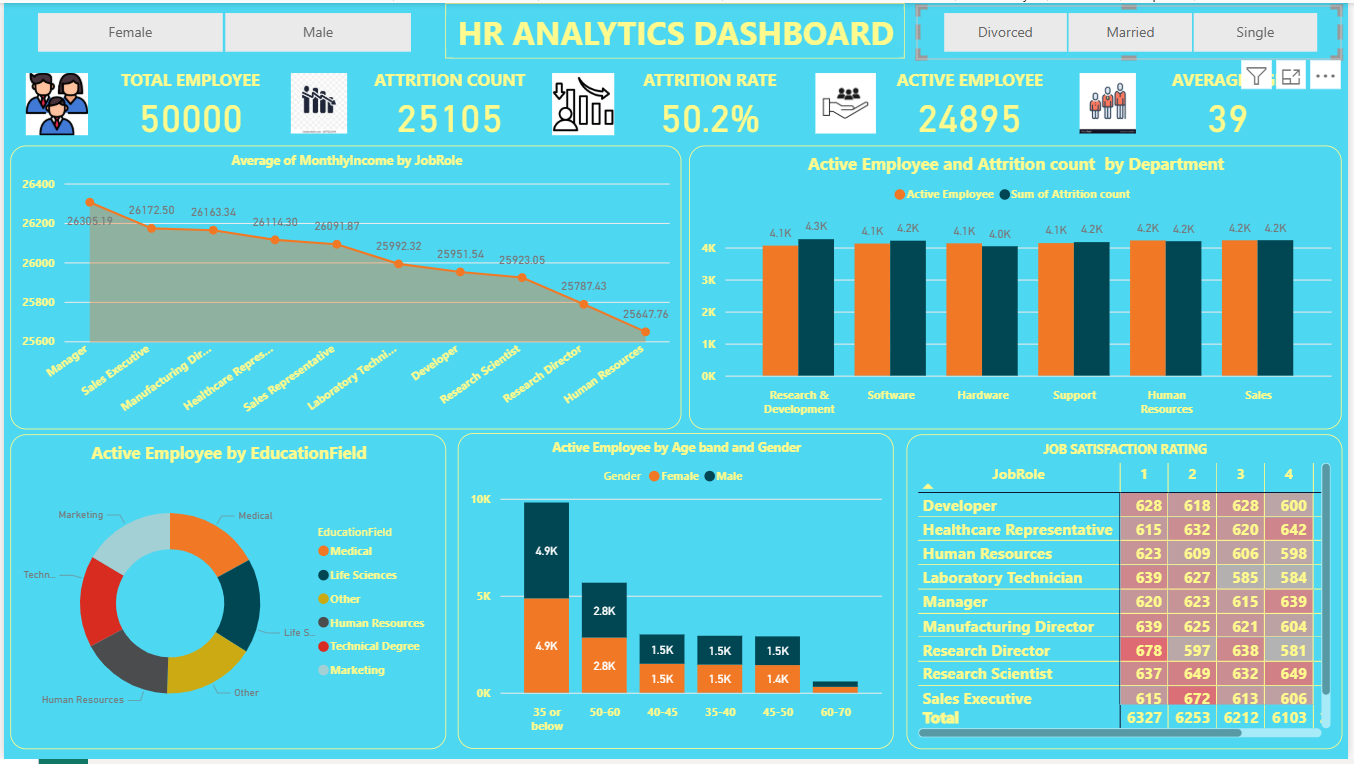 Female
Male
HR ANALYTICS DASHBOARD
Divorced
Married
Single
TOTAL EMPLOYEE
50000
ATTRITION COUNT
25105
ATTRITION RATE
50.2%
ACTIVE EMPLOYEE
24895
AVERAG
39
Average of MonthlyIncome by JobRole
26400
26200
26000
25800
25600
26305.19
26172.50
26163.34
26114.30
26091.87
25992.32
25951.54
25923.05
25787.43
25647.76
Manager
Sales Executive
Manufacturing Dir...
Healthcare Repres...
Sales Representative
Laboratory Techni...
Developer
Research Scientist
Research Director
Human Resources
Active Employee and Attrition count by Department
Active Employee Sum of Attrition count
4K
3K
2K
1K
0K
4.1K 4.3K 4.1K 4.2K 4.1K 4.0K 4.1K 4.2K 4.2K 4.2K 4.2K 4.2K
Research & Development
Software
Hardware
Support
Human Resources
Sales
Active Employee by EducationField
Marketing
Medical
Techn...
Life S...
Human Resources
Other
EducationField
Medical
Life Sciences
Other
Human Resources
Technical Degree
Marketing
Active Employee by Age band and Gender
Gender Female Male
10K
5K
0K
4.9K
4.9K
2.8K
2.8K
1.5K
1.5K
1.5K
1.5K
1.5K
1.4K
35 or below
50-60
40-45
35-40
45-50
60-70
JOB SATISFACTION RATING
JobRole 1 2 3 4
Developer 628 618 628 600
Healthcare Representative 615 632 620 642
Human Resources 623 609 606 598
Laboratory Technician 639 627 585 584
Manager 620 623 615 639
Manufacturing Director 639 625 621 604
Research Director 678 597 638 581
Research Scientist 637 649 632 649
Sales Executive 615 672 613 606
Total 6327 6253 6212 6103